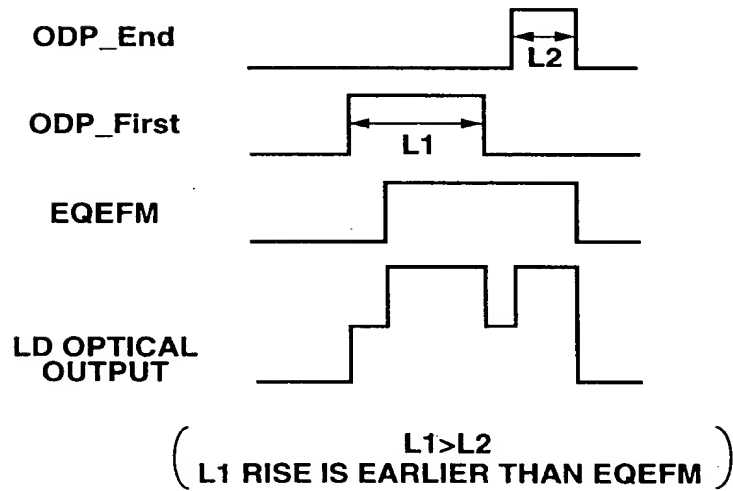 ODP_End
L2
ODP_First
L1
EQEFM
LD OPTICAL
OUTPUT
L1>L2
L1 RISE IS EARLIER THAN EQEFM